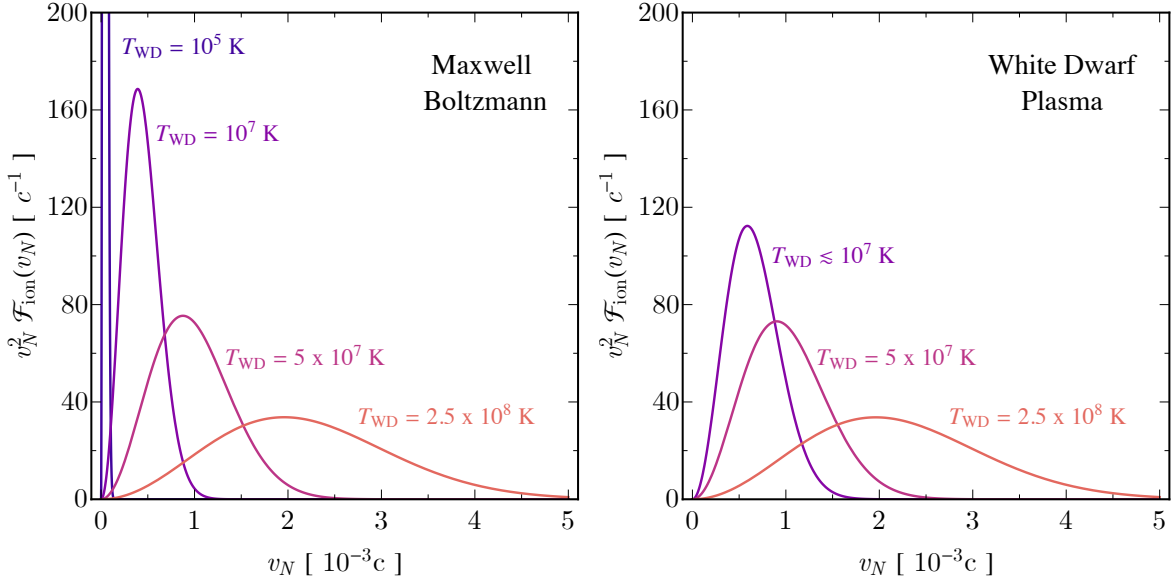 200
160
120
80
40
0
v_N^2 ℱ_ion(v_N) [ c^−1 ]
T_WD = 10^5 K
Maxwell
Boltzmann
T_WD = 10^7 K
T_WD = 5 x 10^7 K
T_WD = 2.5 x 10^8 K
0 1 2 3 4 5
v_N [ 10^−3c ]
200
160
120
80
40
0
v_N^2 ℱ_ion(v_N) [ c^−1 ]
White Dwarf
Plasma
T_WD ≲ 10^7 K
T_WD = 5 x 10^7 K
T_WD = 2.5 x 10^8 K
0 1 2 3 4 5
v_N [ 10^−3c ]